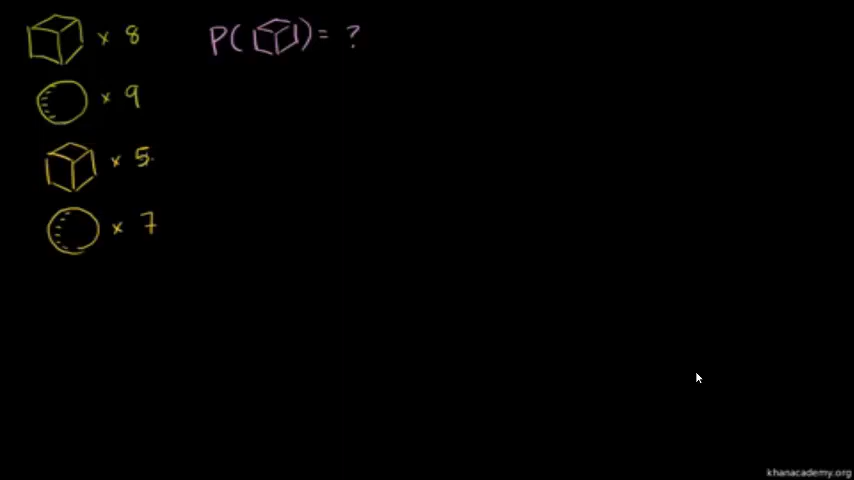 x 8 P( ) = ?
x 9
x 5
x 7
khanacademy.org